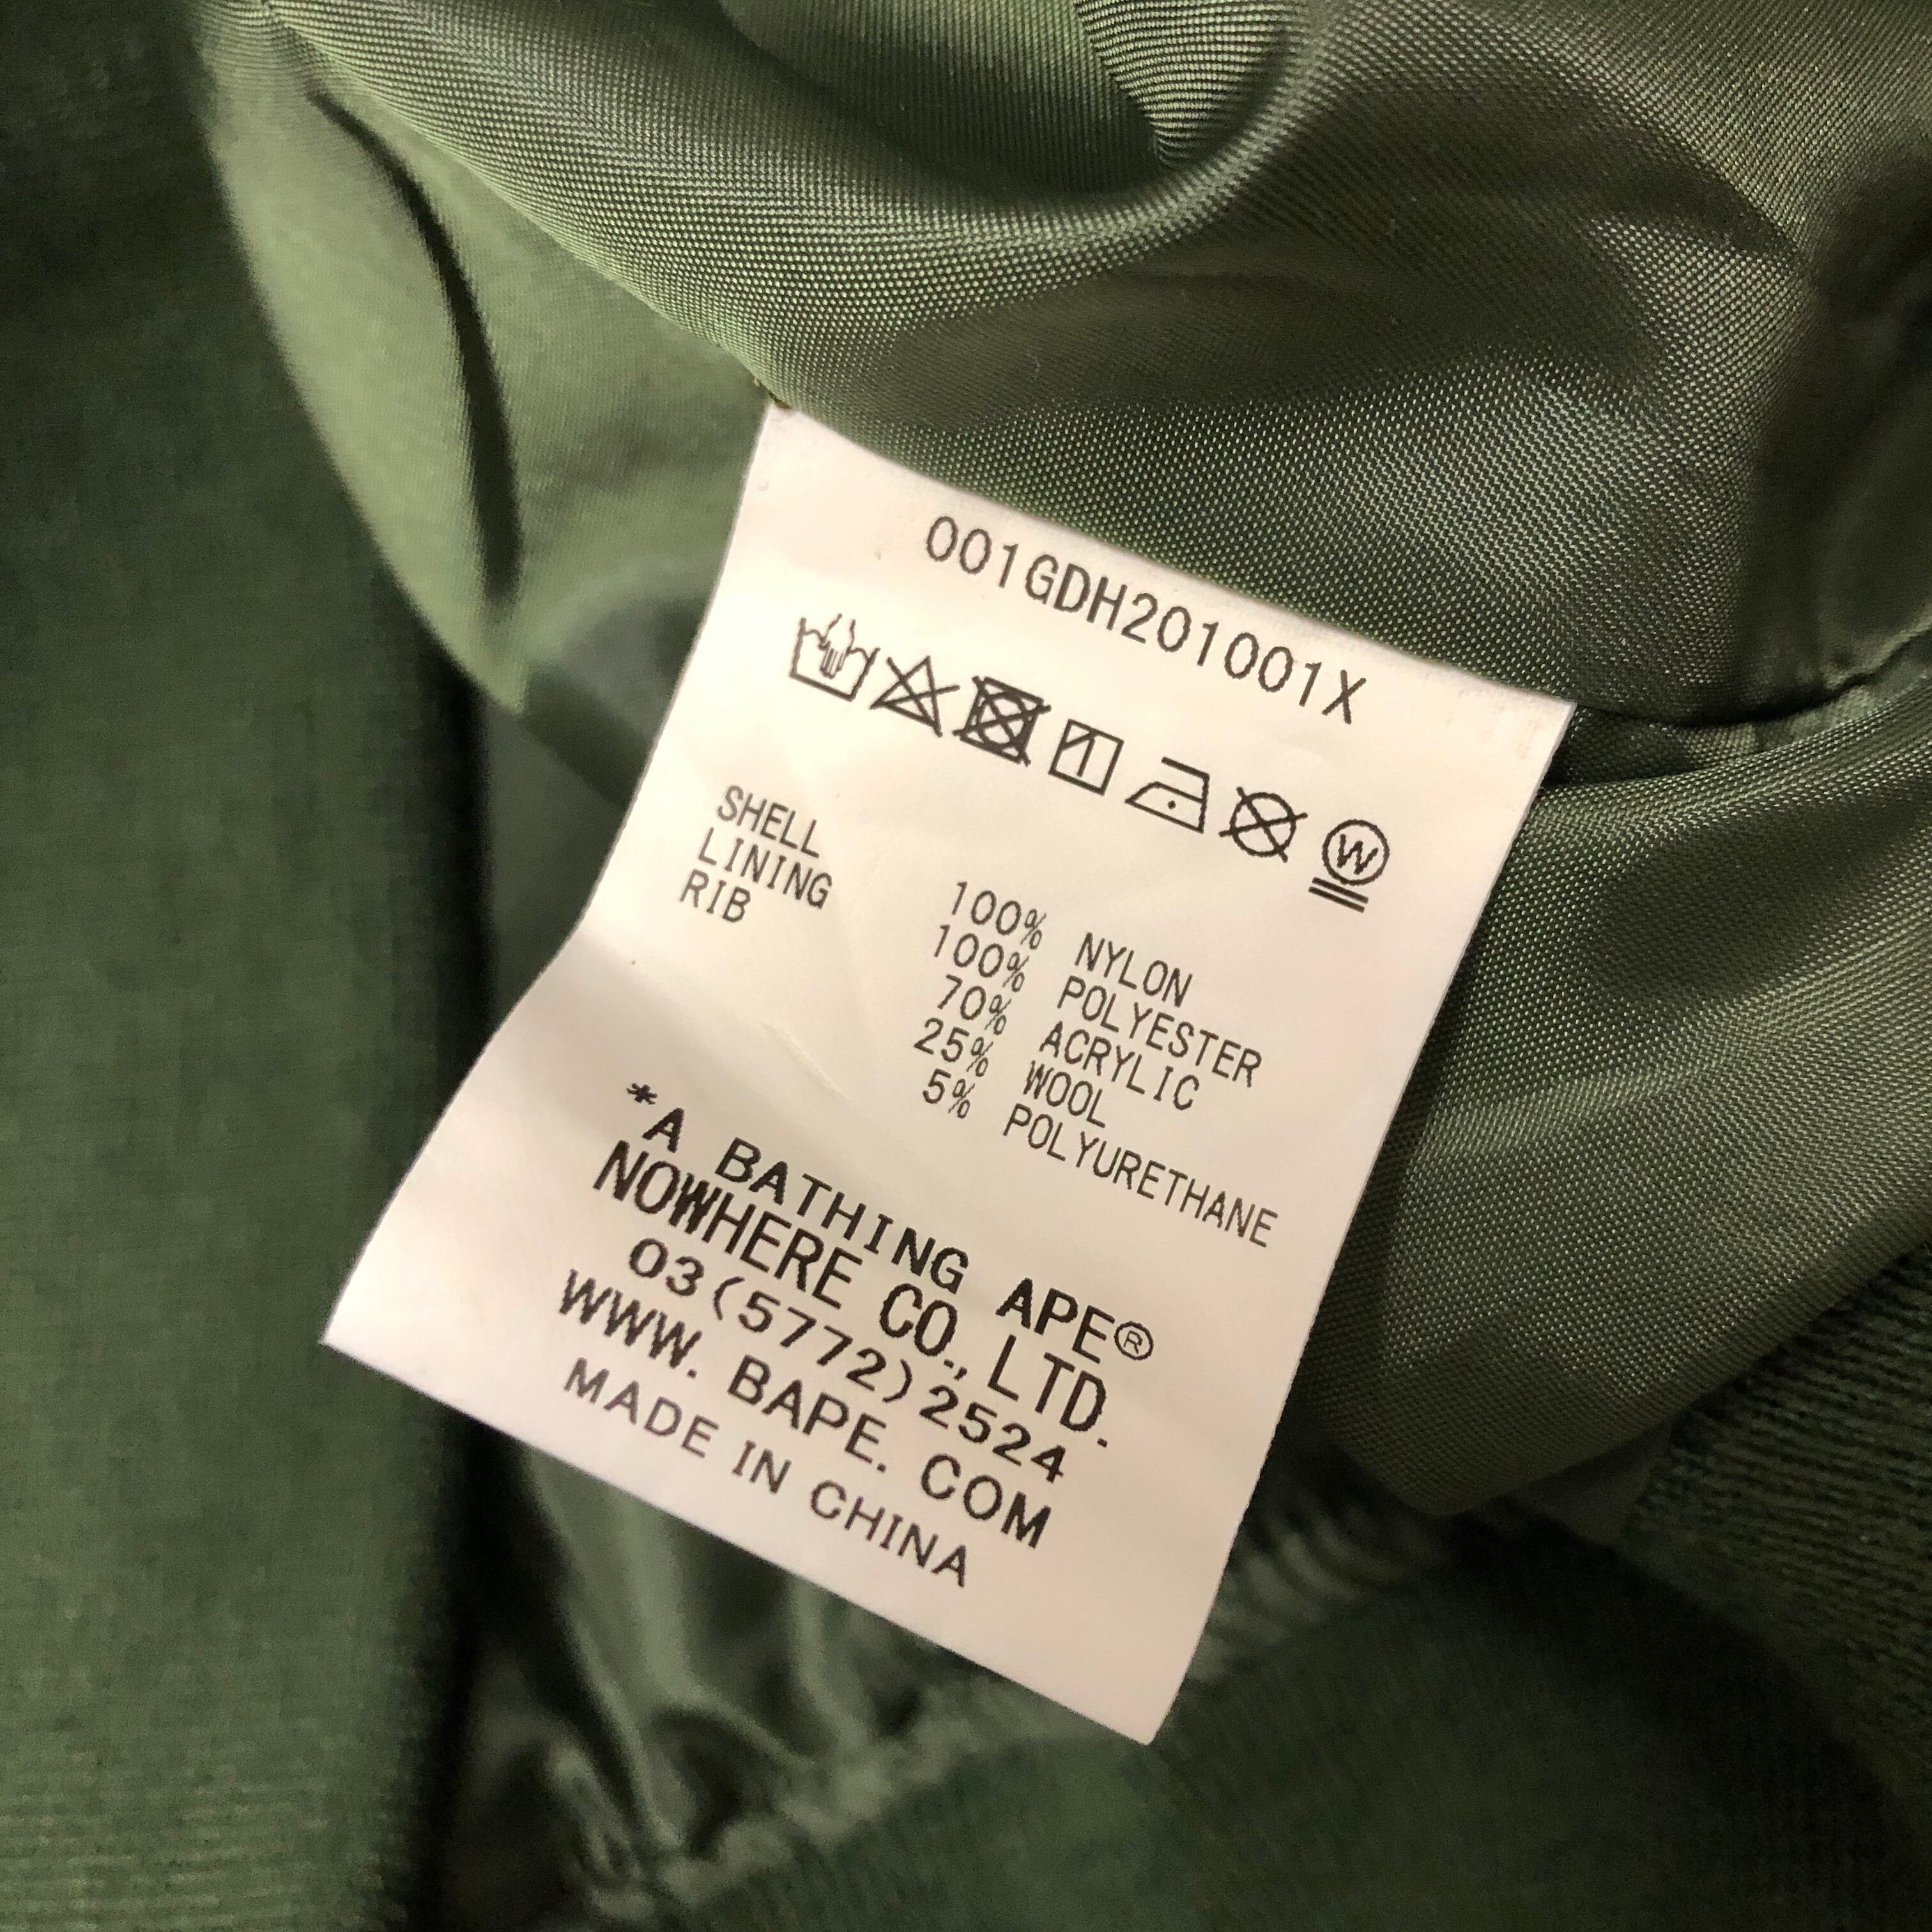 001GDH201001X
W
SHELL 100% NYLON
LINING 100% POLYESTER
RIB 70% ACRYLIC
25% WOOL
5% POLYURETHANE
*A BATHING APE®
NOWHERE CO., LTD.
03(5772)2524
WWW. BAPE. COM
MADE IN CHINA